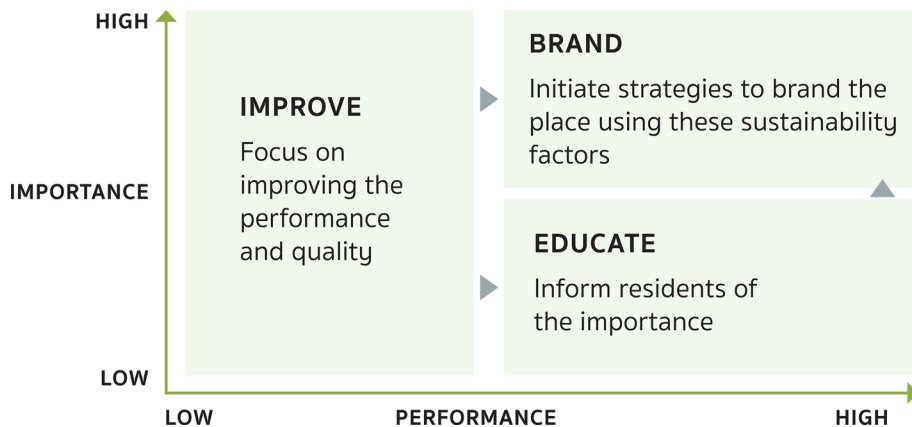 HIGH
IMPORTANCE
LOW
IMPROVE
Focus on
improving the
performance
and quality
BRAND
Initiate strategies to brand the
place using these sustainability
factors
EDUCATE
Inform residents of
the importance
LOW
PERFORMANCE
HIGH